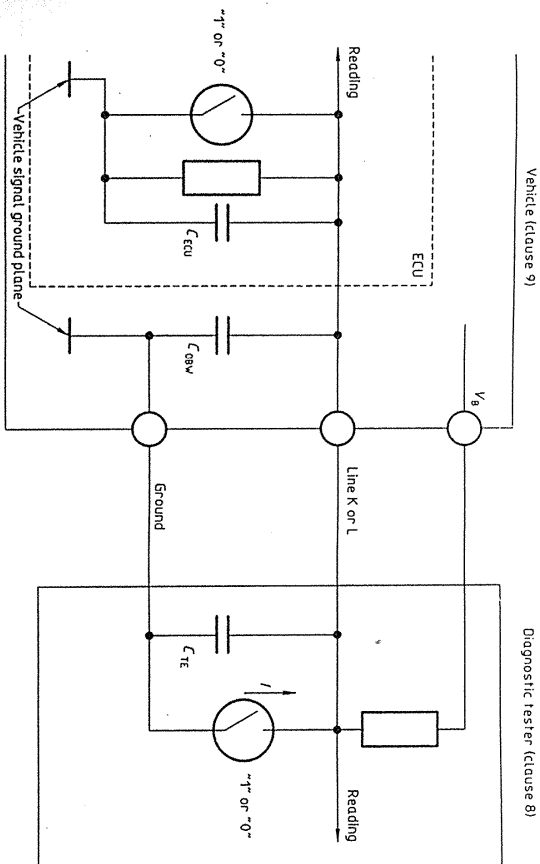 Vehicle (clause 9)
Diagnostic tester (clause 8)
V_B
ECU
Reading
Line K or L
Reading
"1" or "0"
C_ECU
C_OBW
C_TE
I
"1" or "0"
Ground
Vehicle signal ground plane